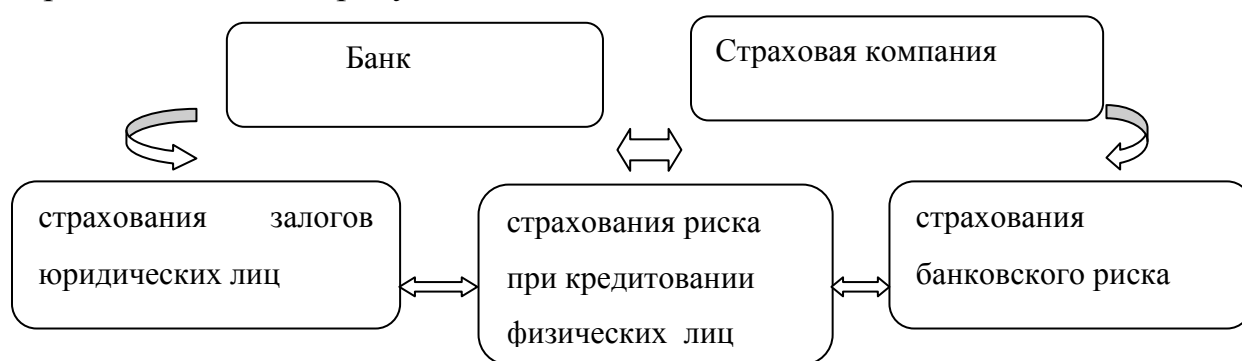 Банк
Страховая компания
страхования залогов
юридических лиц
страхования риска
при кредитовании
физических лиц
страхования
банковского риска